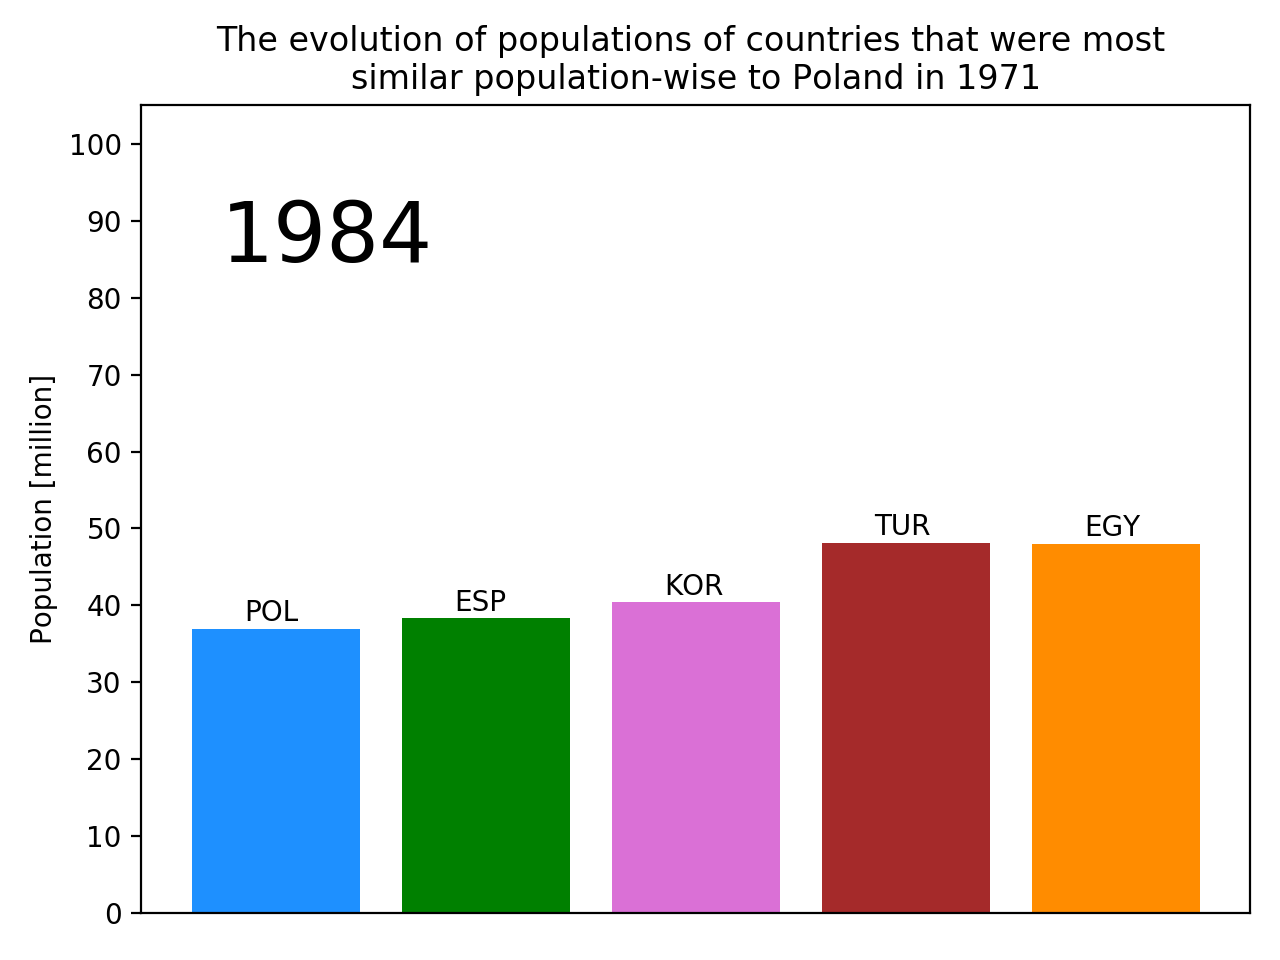 The evolution of populations of countries that were most
similar population-wise to Poland in 1971
100
90
80
70
60
50
40
30
20
10
0
Population [million]
1984
POL
ESP
KOR
TUR
EGY